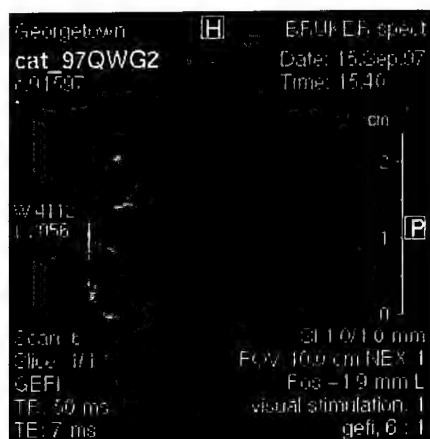 Georgetown H BRUKER spect
cat_97QWG2 Date: 15.Sep.07
Time: 15:40
cm
2
W 4112
1 P
0
Scan: 6 SI 1.0/1.0 mm
Slice: 1/1 FOV 10.0 cm NEX 1
GEFI Pos -1.9 mm L
TR: 50 ms visual stimulation: 1
TE: 7 ms gefi, 6 : 1